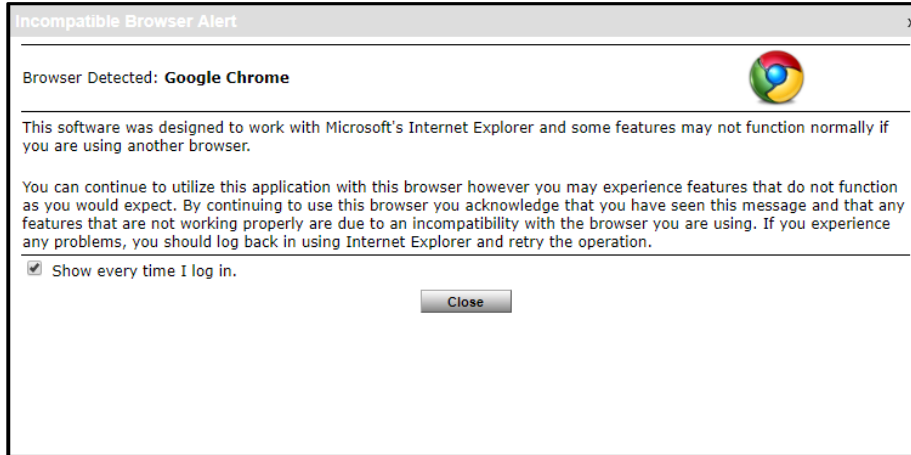 Incompatible Browser Alert
x
Browser Detected: Google Chrome
This software was designed to work with Microsoft's Internet Explorer and some features may not function normally if
you are using another browser.
You can continue to utilize this application with this browser however you may experience features that do not function
as you would expect. By continuing to use this browser you acknowledge that you have seen this message and that any
features that are not working properly are due to an incompatibility with the browser you are using. If you experience
any problems, you should log back in using Internet Explorer and retry the operation.
Show every time I log in.
Close